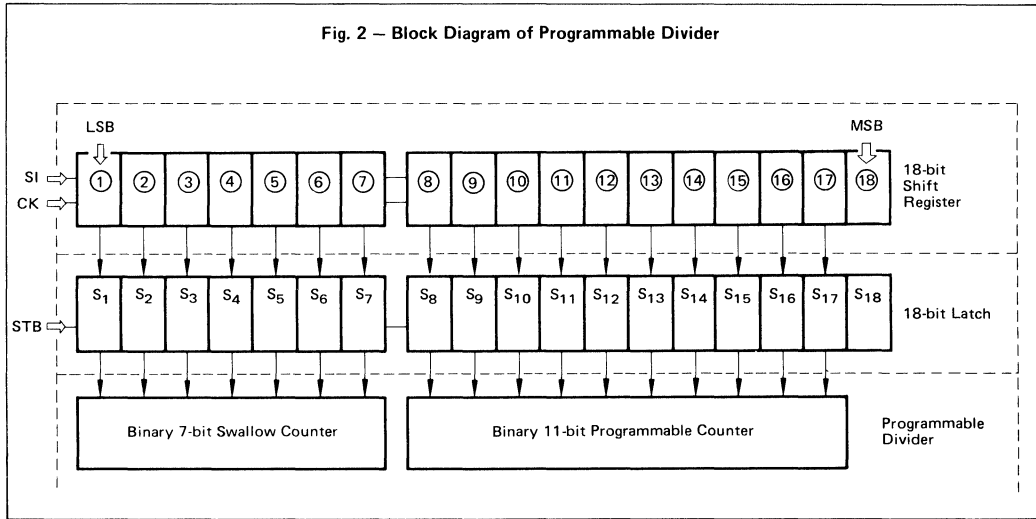 Fig. 2 – Block Diagram of Programmable Divider
LSB
MSB
SI
CK
① ② ③ ④ ⑤ ⑥ ⑦ ⑧ ⑨ ⑩ ⑪ ⑫ ⑬ ⑭ ⑮ ⑯ ⑰ ⑱
18-bit
Shift
Register
STB
S1 S2 S3 S4 S5 S6 S7 S8 S9 S10 S11 S12 S13 S14 S15 S16 S17 S18
18-bit Latch
Binary 7-bit Swallow Counter
Binary 11-bit Programmable Counter
Programmable
Divider